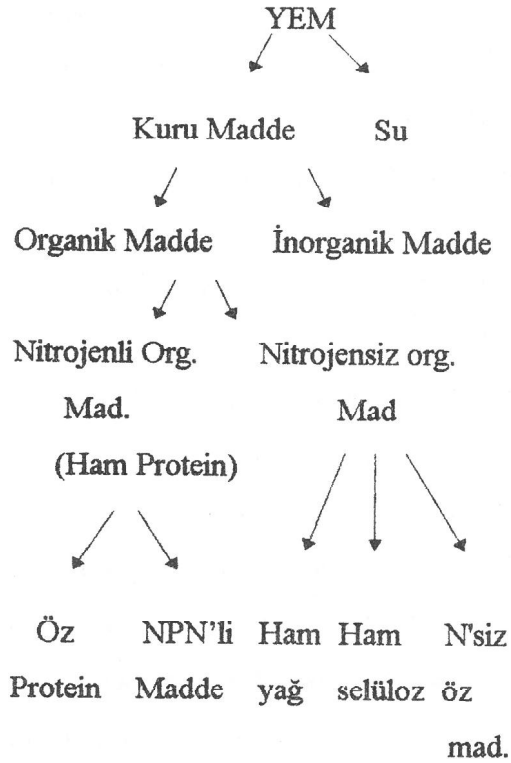 YEM
Kuru Madde Su
Organik Madde İnorganik Madde
Nitrojenli Org. Nitrojensiz org.
Mad. Mad
(Ham Protein)
Öz NPN'li Ham Ham N'siz
Protein Madde yağ selüloz öz
mad.